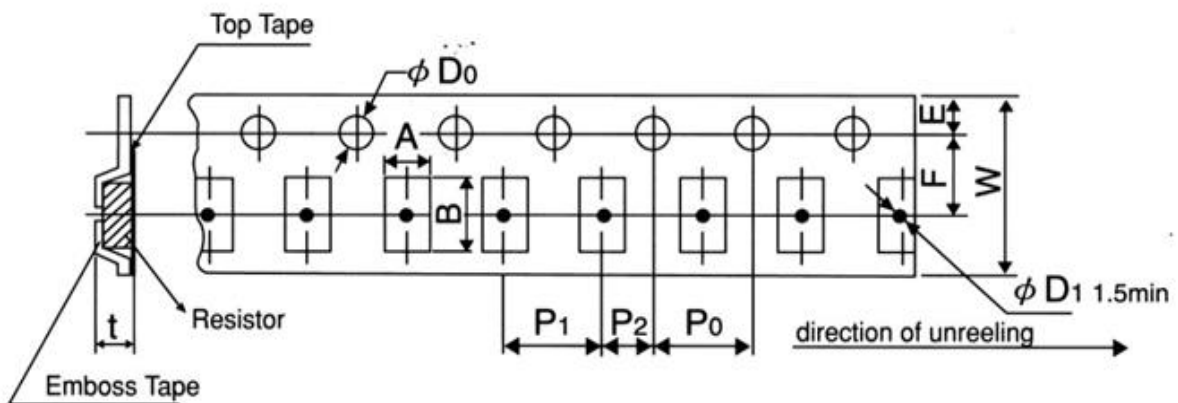 Top Tape
ϕ D0
A
B
E
F
W
ϕ D1 1.5min
P1
P2
P0
direction of unreeling
t
Resistor
Emboss Tape